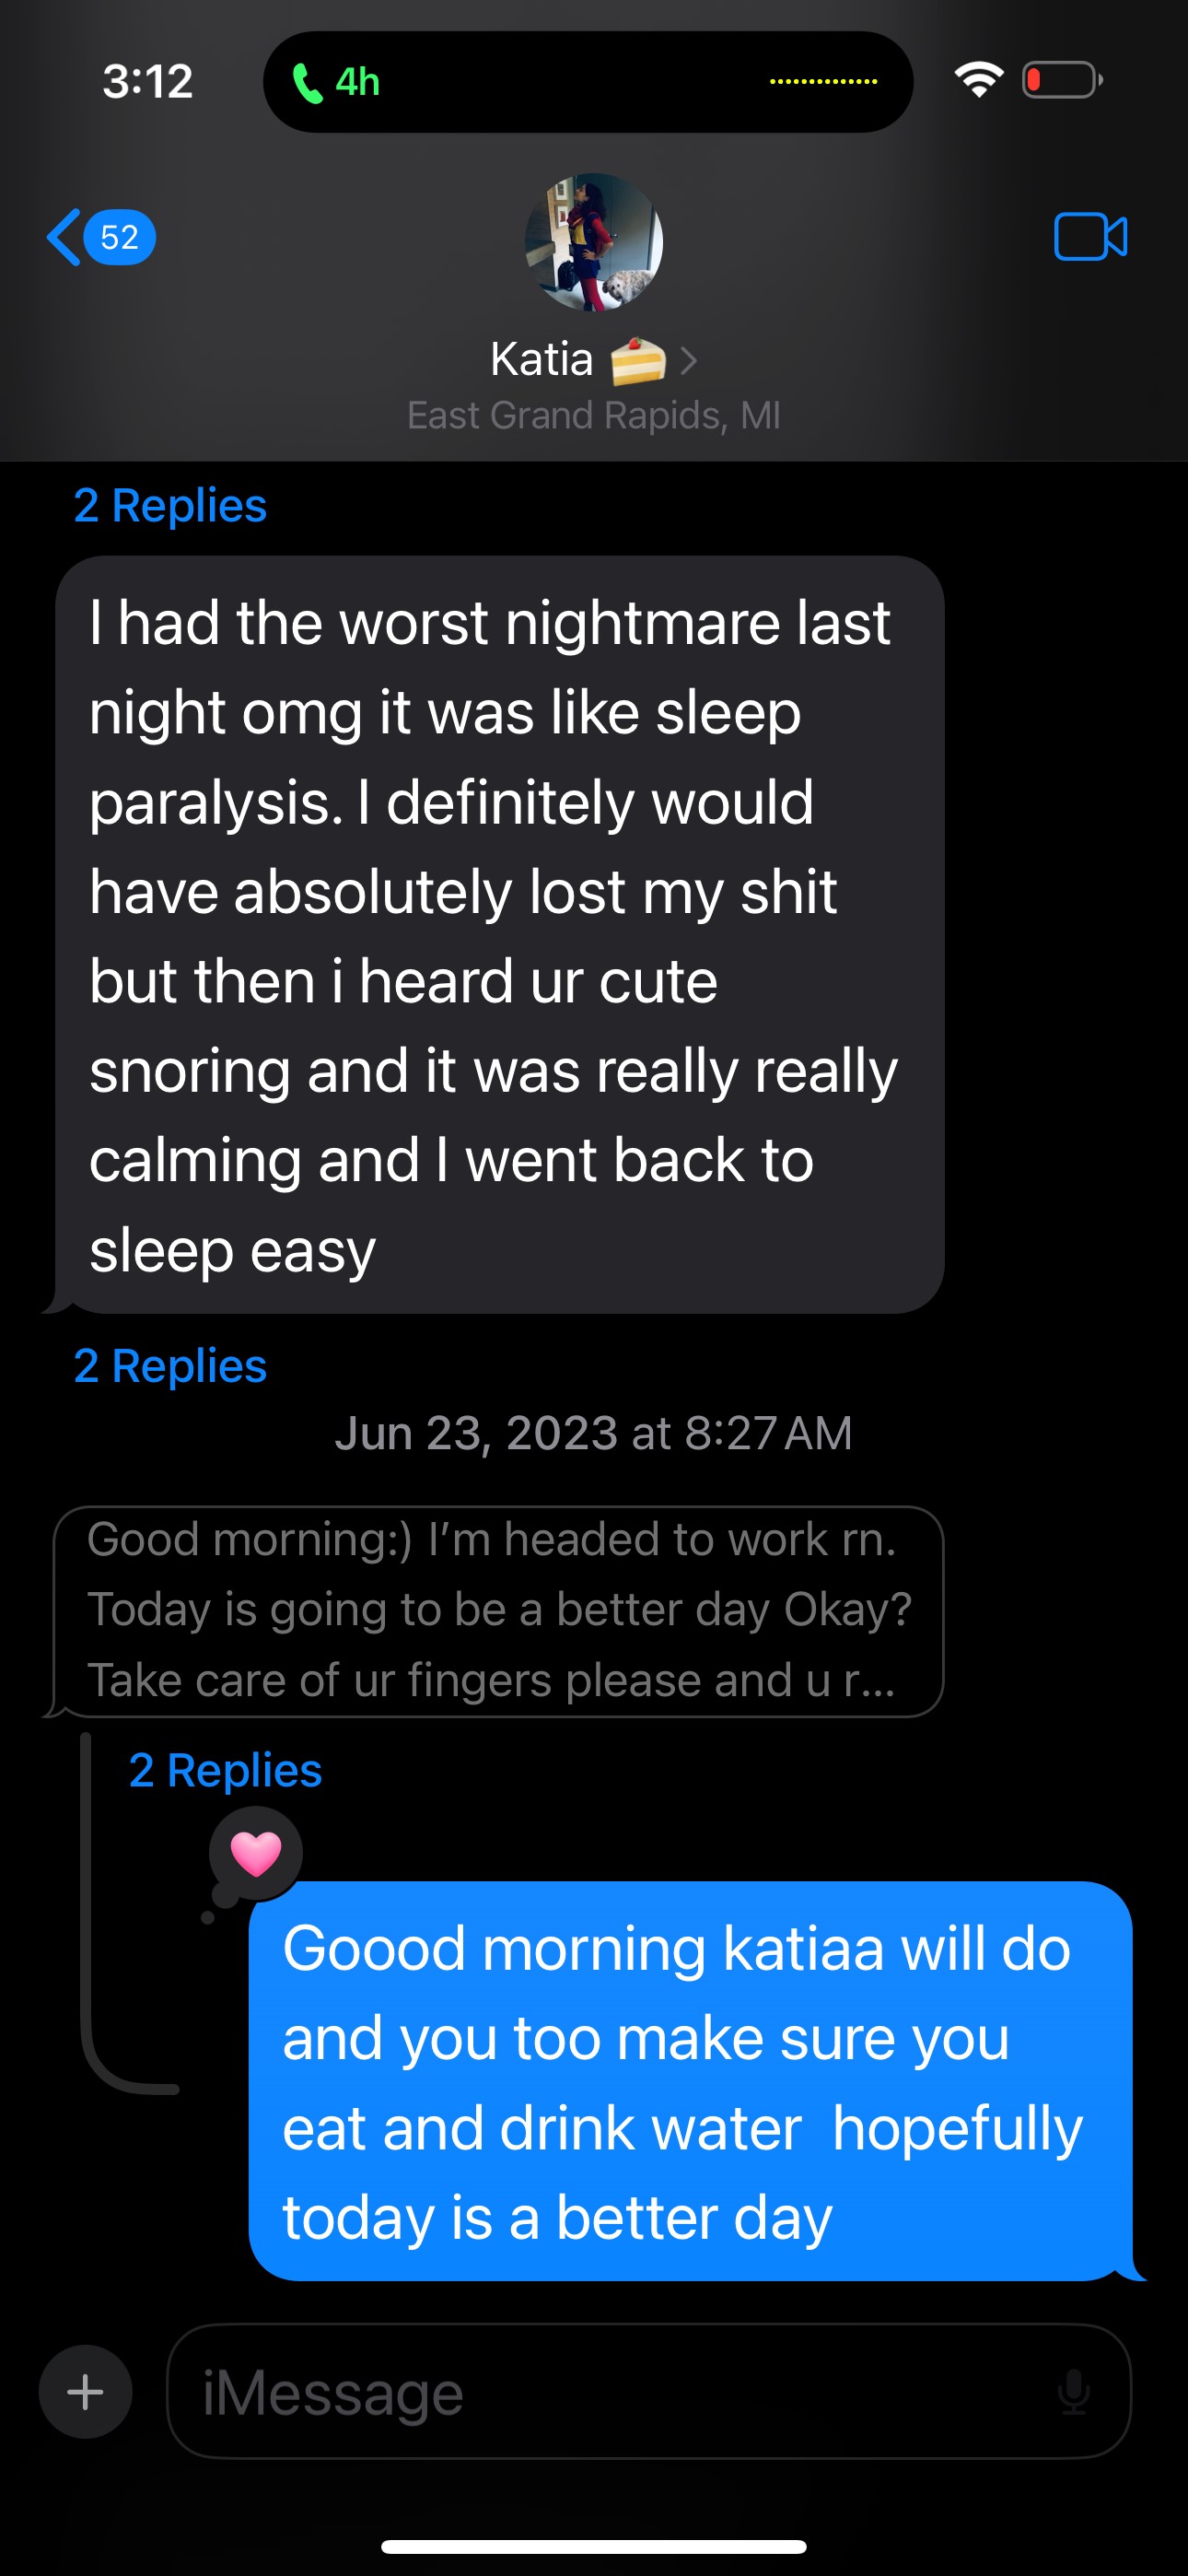 3:12
4h
52
Katia
East Grand Rapids, MI
2 Replies
I had the worst nightmare last
night omg it was like sleep
paralysis. I definitely would
have absolutely lost my shit
but then i heard ur cute
snoring and it was really really
calming and I went back to
sleep easy
2 Replies
Jun 23, 2023 at 8:27 AM
Good morning:) I’m headed to work rn.
Today is going to be a better day Okay?
Take care of ur fingers please and u r...
2 Replies
Goood morning katiaa will do
and you too make sure you
eat and drink water  hopefully
today is a better day
iMessage